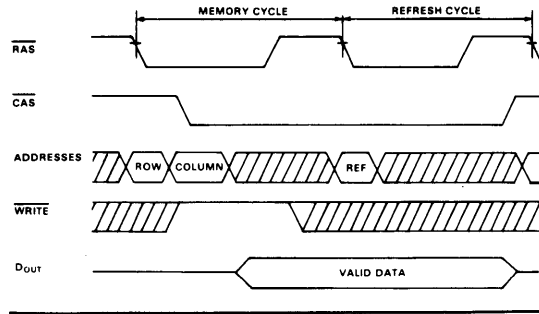 MEMORY CYCLE REFRESH CYCLE
RAS
CAS
ADDRESSES ROW COLUMN REF
WRITE
DOUT VALID DATA